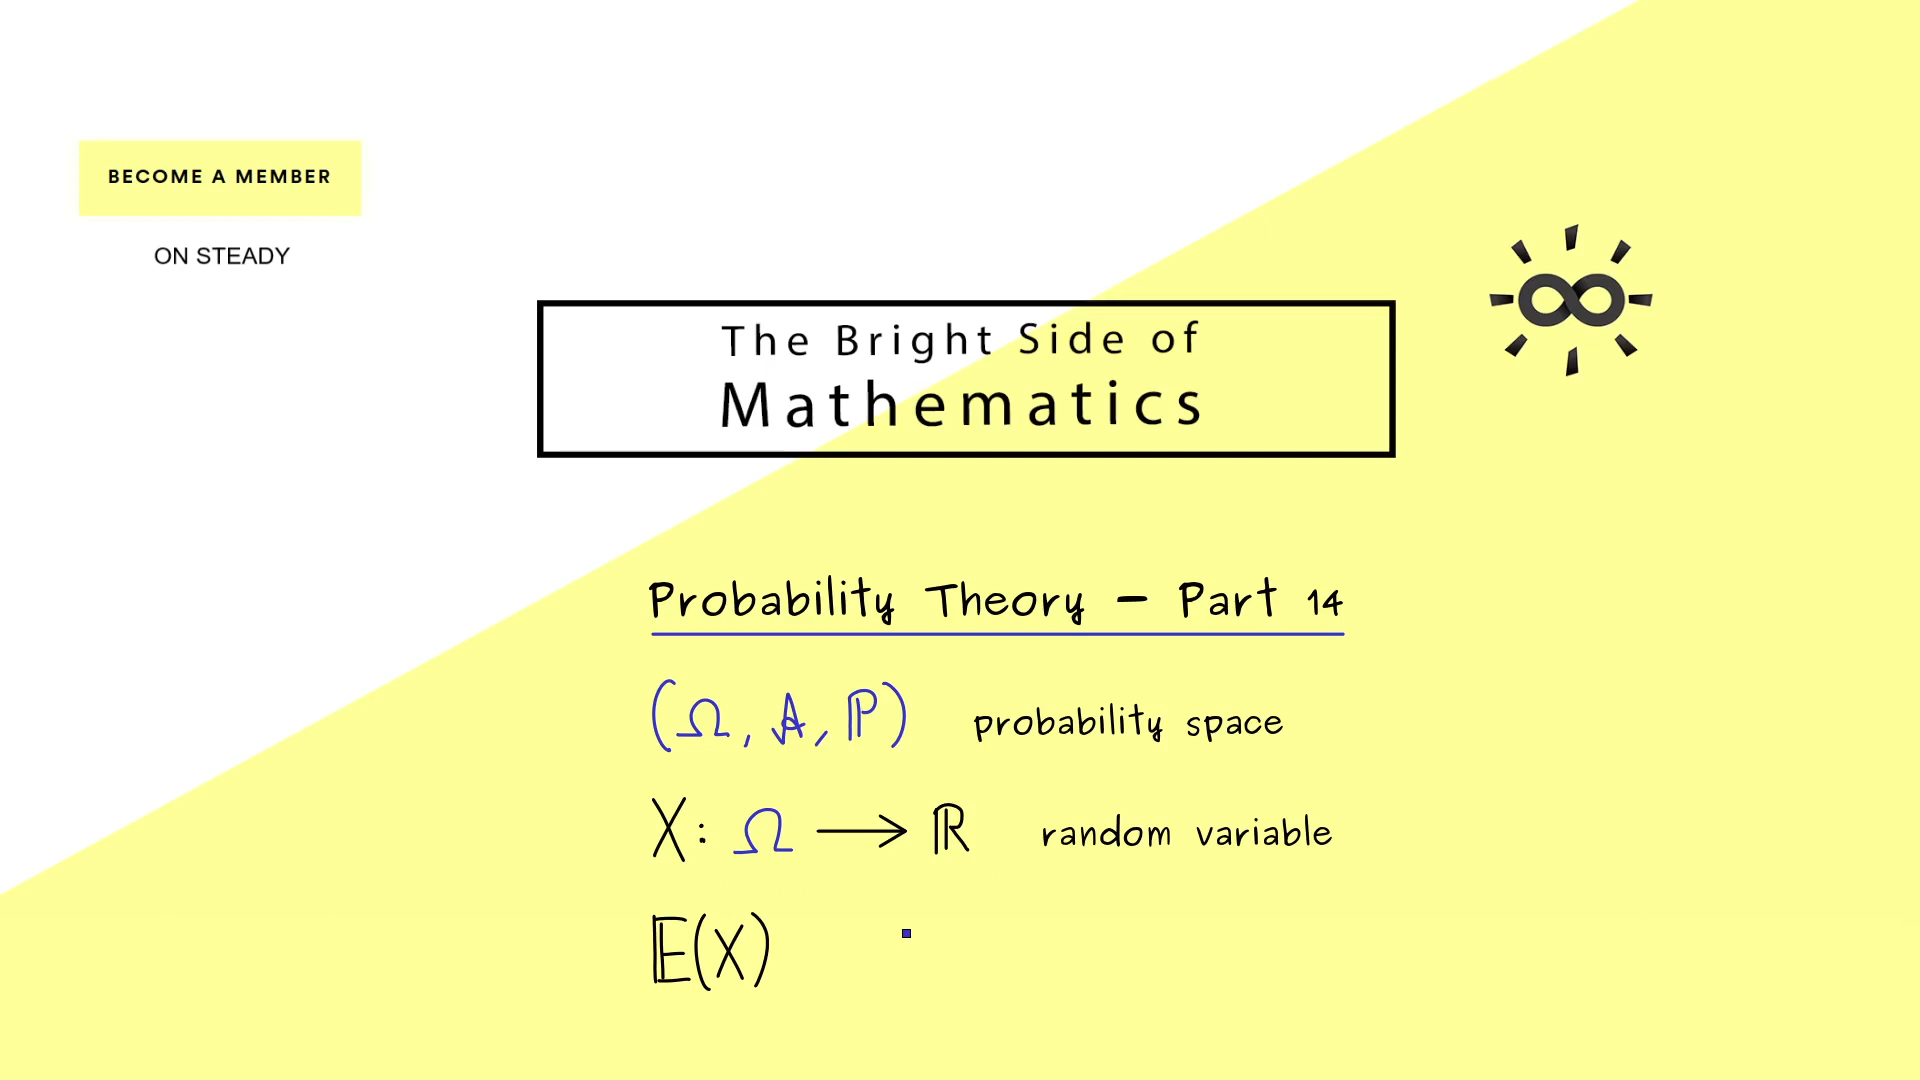 BECOME A MEMBER
ON STEADY
The Bright Side of
Mathematics
Probability Theory – Part 14
(Ω, 𝒜, ℙ) probability space
X: Ω ⟶ ℝ random variable
𝔼(X)